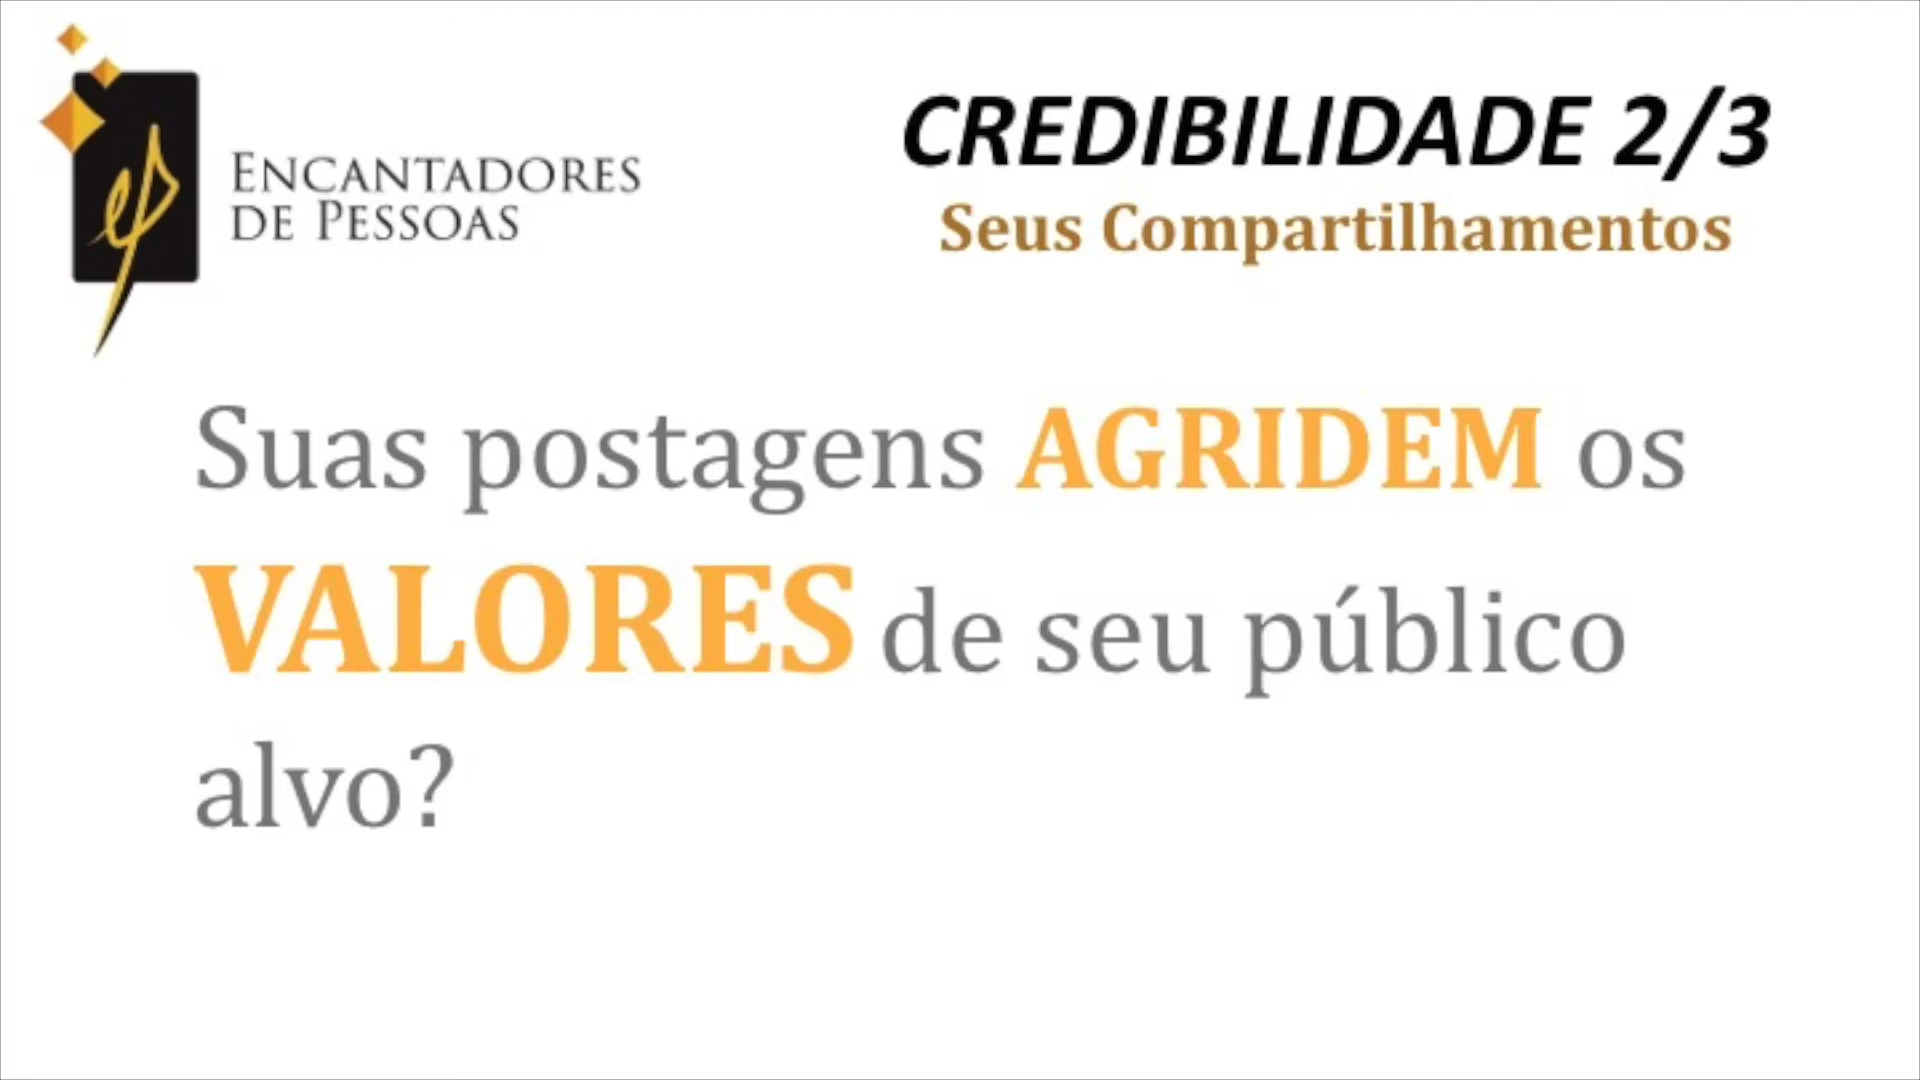 ENCANTADORES
DE PESSOAS
CREDIBILIDADE 2/3
Seus Compartilhamentos
Suas postagens AGRIDEM os
VALORES de seu público
alvo?